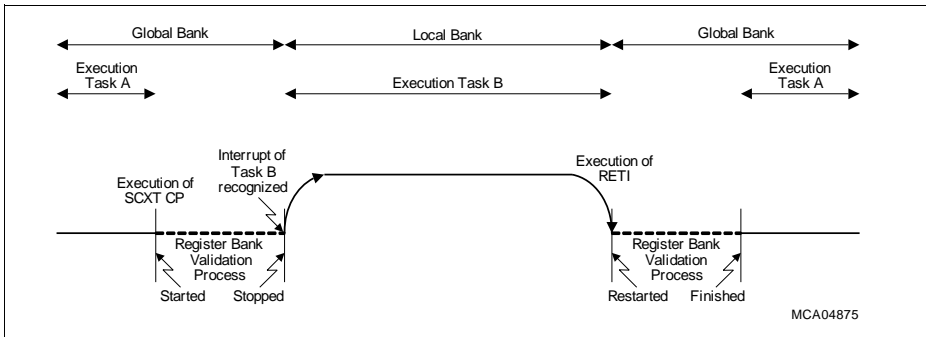 Global Bank
Local Bank
Global Bank
Execution
Task A
Execution Task B
Execution
Task A
Interrupt of
Task B
recognized
Execution of
RETI
Execution of
SCXT CP
Register Bank
Validation
Process
Register Bank
Validation
Process
Started
Stopped
Restarted
Finished
MCA04875